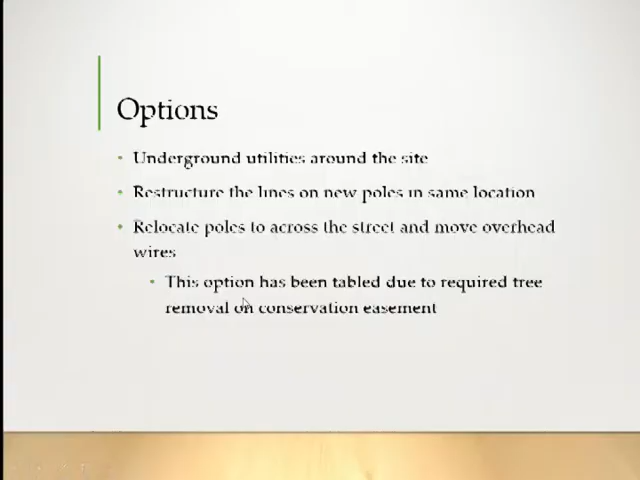 Options
Underground utilities around the site
Restructure the lines on new poles in same location
Relocate poles to across the street and move overhead
wires
This option has been tabled due to required tree
removal on conservation easement